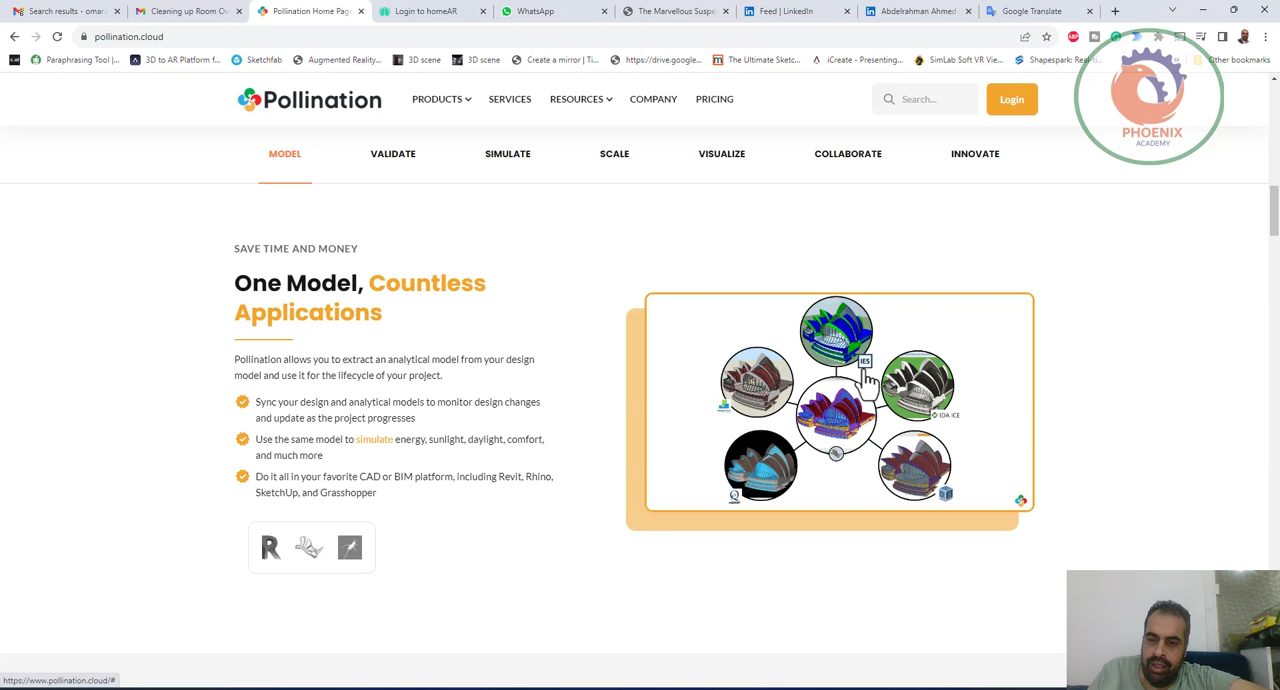 Search results - omar
Cleaning up Room Ov
Pollination Home Page
Login to homeAR
WhatsApp
The Marvellous Suspe
Feed | LinkedIn
Abdelrahman Ahmed
Google Translate
pollination.cloud
ABP
Paraphrasing Tool |...
3D to AR Platform f...
Sketchfab
Augmented Reality...
3D scene
3D scene
Create a mirror | Ti...
https://drive.google...
The Ultimate Sketc...
iCreate - Presenting...
SimLab Soft VR Vie...
Shapespark: Real-ti
Other bookmarks
Pollination
PRODUCTS
SERVICES
RESOURCES
COMPANY
PRICING
Search...
Login
PHOENIX
ACADEMY
MODEL
VALIDATE
SIMULATE
SCALE
VISUALIZE
COLLABORATE
INNOVATE
SAVE TIME AND MONEY
One Model, Countless
Applications
Pollination allows you to extract an analytical model from your design
model and use it for the lifecycle of your project.
Sync your design and analytical models to monitor design changes
and update as the project progresses
Use the same model to simulate energy, sunlight, daylight, comfort,
and much more
Do it all in your favorite CAD or BIM platform, including Revit, Rhino,
SketchUp, and Grasshopper
R
IES
IDA ICE
https://www.pollination.cloud/#